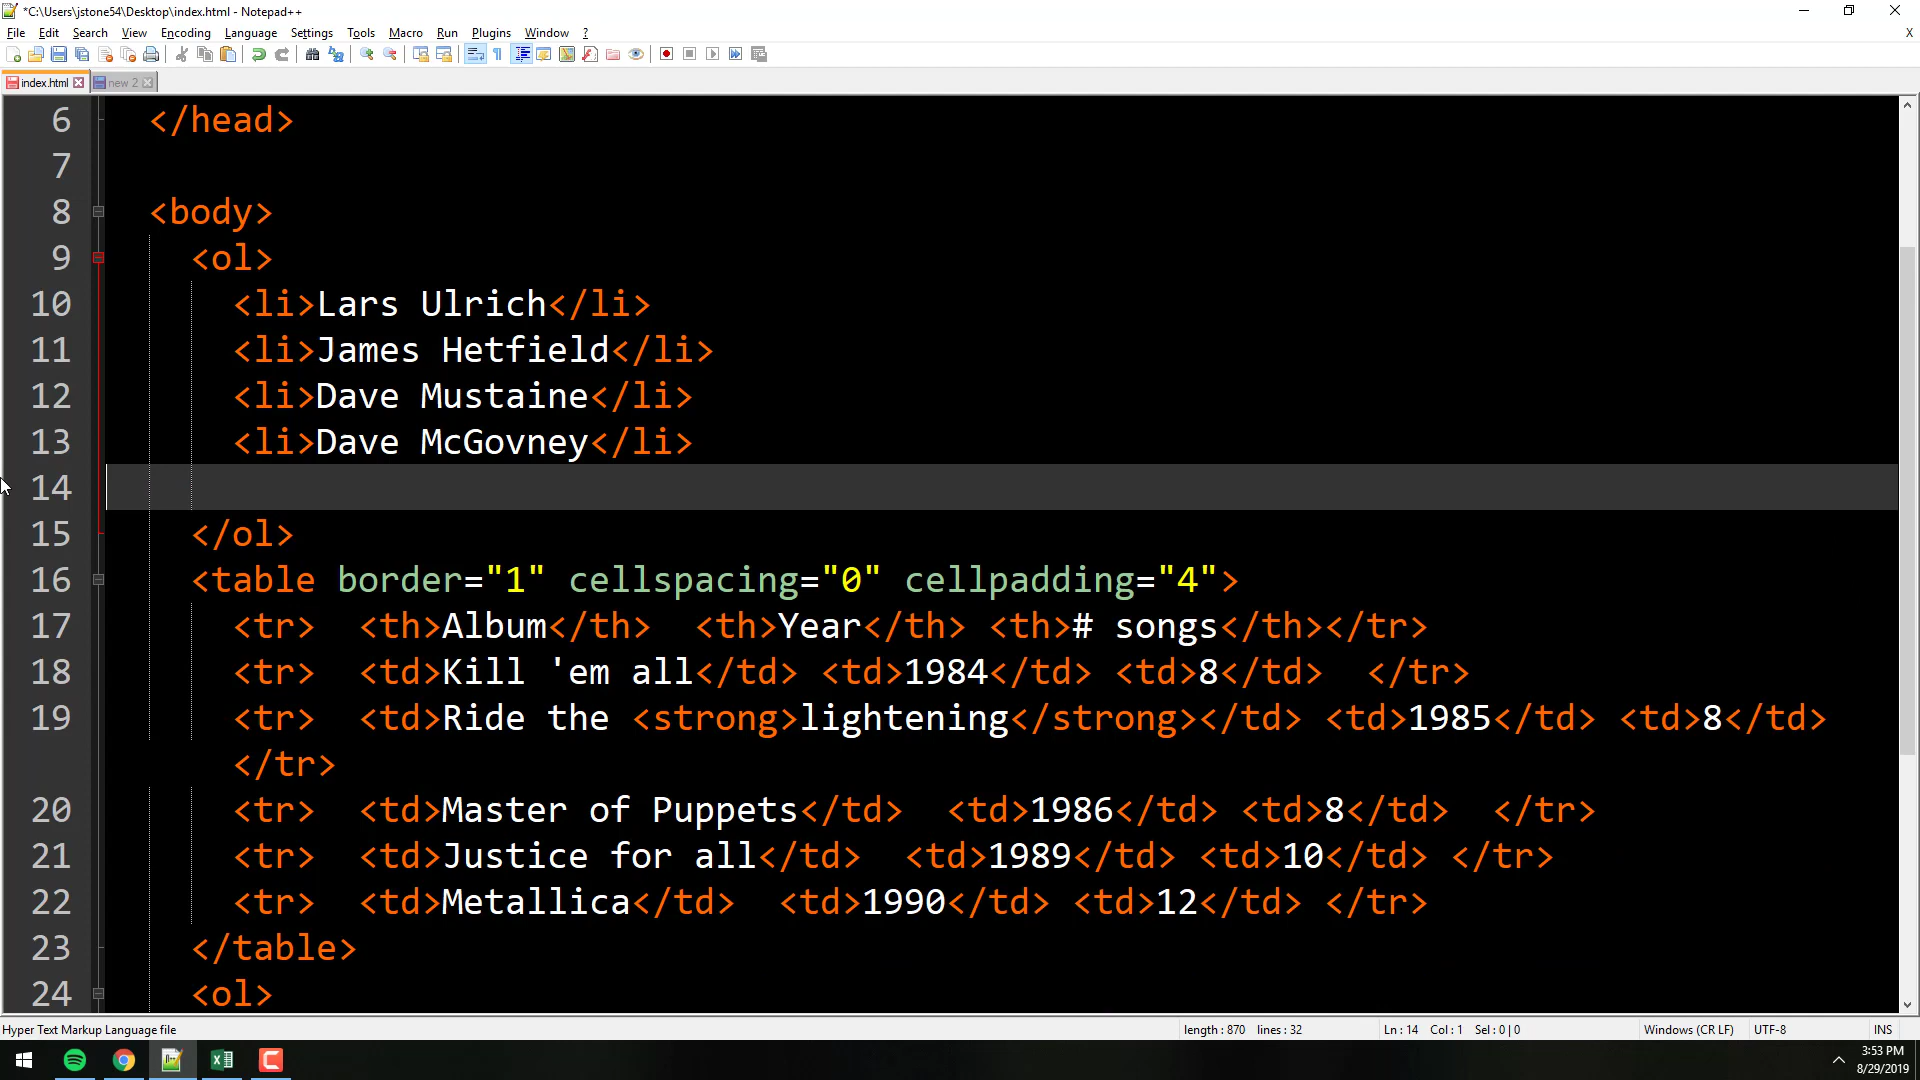 *C:\Users\jstone54\Desktop\index.html - Notepad++
File Edit Search View Encoding Language Settings Tools Macro Run Plugins Window ? X
index.html new 2
6 </head>
7
8 <body>
9 <ol>
10 <li>Lars Ulrich</li>
11 <li>James Hetfield</li>
12 <li>Dave Mustaine</li>
13 <li>Dave McGovney</li>
14
15 </ol>
16 <table border="1" cellspacing="0" cellpadding="4">
17 <tr> <th>Album</th> <th>Year</th> <th># songs</th></tr>
18 <tr> <td>Kill 'em all</td> <td>1984</td> <td>8</td> </tr>
19 <tr> <td>Ride the <strong>lightening</strong></td> <td>1985</td> <td>8</td>
</tr>
20 <tr> <td>Master of Puppets</td> <td>1986</td> <td>8</td> </tr>
21 <tr> <td>Justice for all</td> <td>1989</td> <td>10</td> </tr>
22 <tr> <td>Metallica</td> <td>1990</td> <td>12</td> </tr>
23 </table>
24 <ol>
Hyper Text Markup Language file length : 870 lines : 32 Ln : 14 Col : 1 Sel : 0 | 0 Windows (CR LF) UTF-8 INS
3:53 PM
8/29/2019